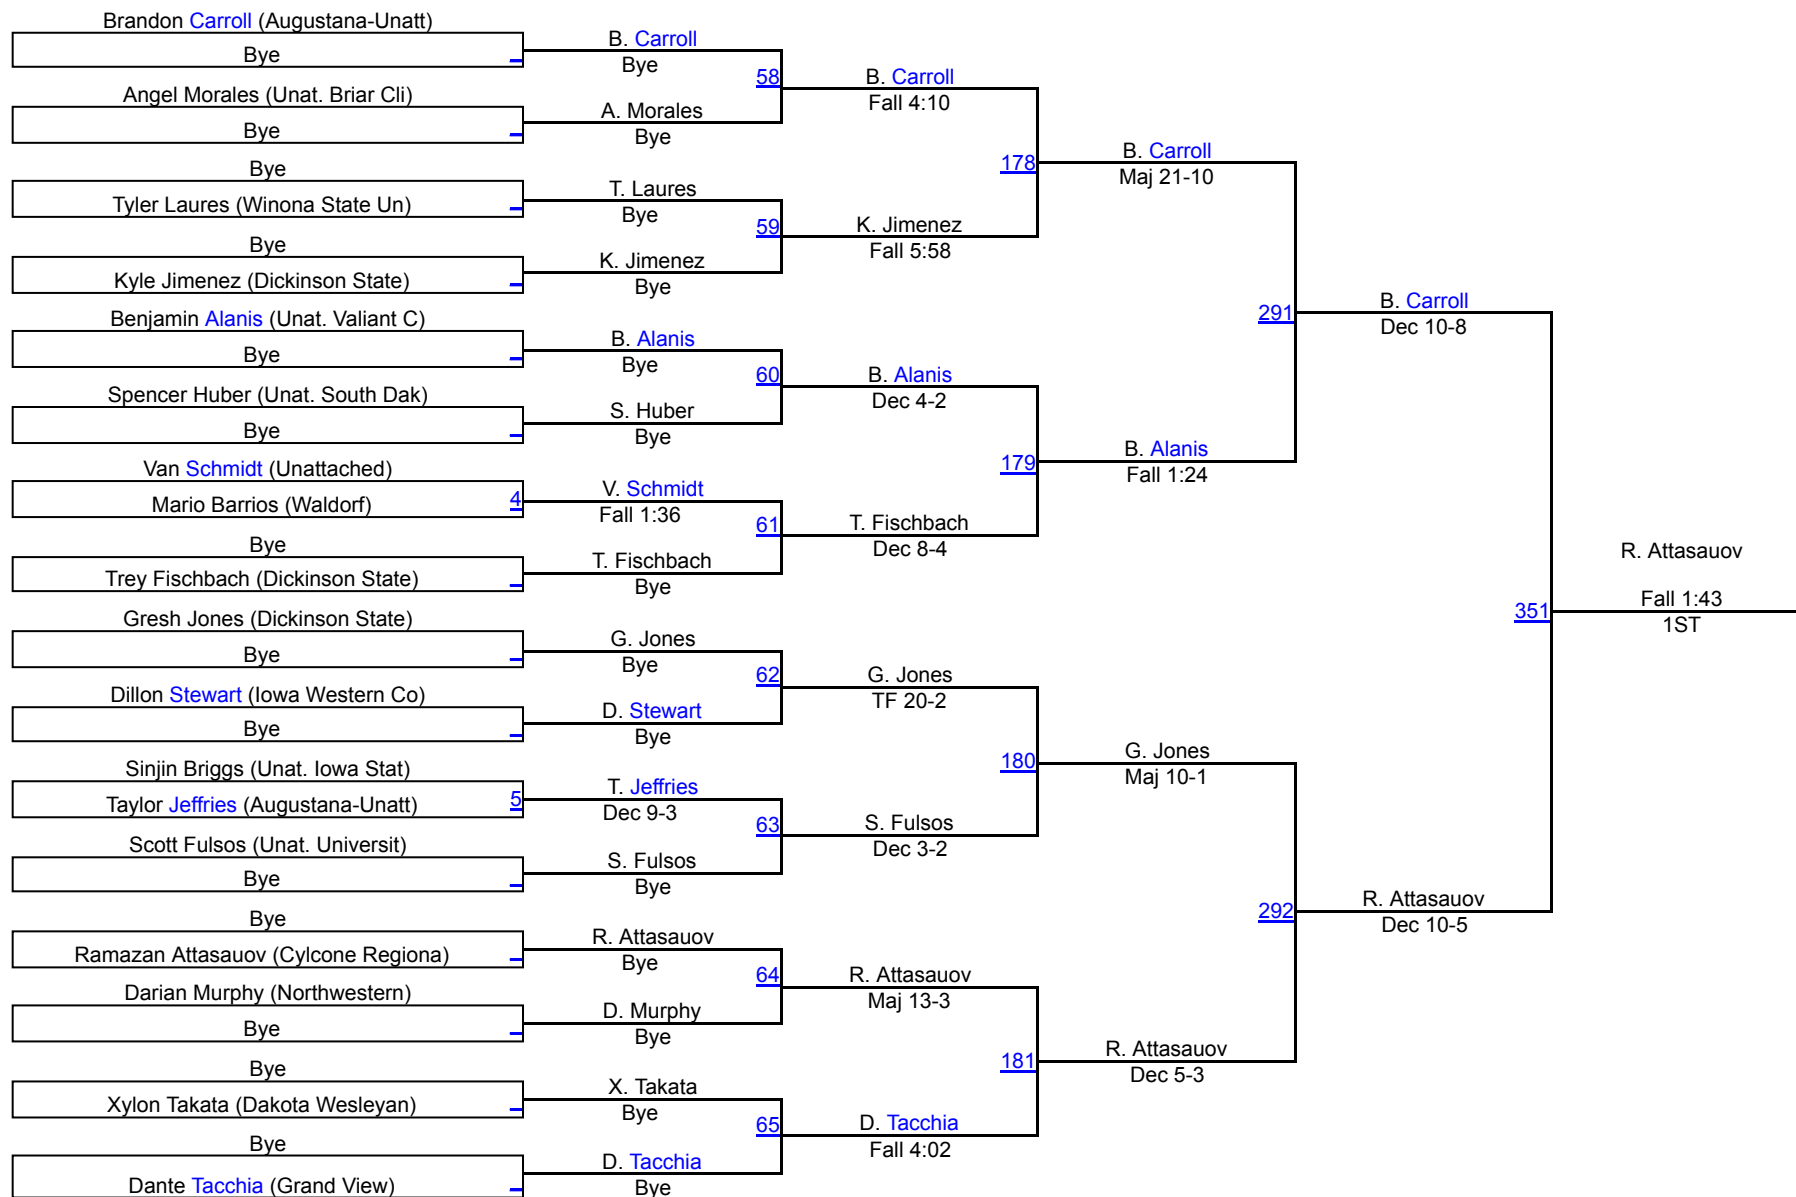 Brandon Carroll (Augustana-Unatt)
Bye
Angel Morales (Unat. Briar Cli)
Bye
Bye
Tyler Laures (Winona State Un)
Bye
Kyle Jimenez (Dickinson State)
Benjamin Alanis (Unat. Valiant C)
Bye
Spencer Huber (Unat. South Dak)
Bye
Van Schmidt (Unattached)
Mario Barrios (Waldorf)
4
Bye
Trey Fischbach (Dickinson State)
Gresh Jones (Dickinson State)
Bye
Dillon Stewart (Iowa Western Co)
Bye
Sinjin Briggs (Unat. Iowa Stat)
Taylor Jeffries (Augustana-Unatt)
5
Scott Fulsos (Unat. Universit)
Bye
Bye
Ramazan Attasauov (Cylcone Regiona)
Darian Murphy (Northwestern)
Bye
Bye
Xylon Takata (Dakota Wesleyan)
Bye
Dante Tacchia (Grand View)
B. Carroll
Bye
58
A. Morales
Bye
T. Laures
Bye
59
K. Jimenez
Bye
B. Alanis
Bye
60
S. Huber
Bye
V. Schmidt
Fall 1:36
61
T. Fischbach
Bye
G. Jones
Bye
62
D. Stewart
Bye
T. Jeffries
Dec 9-3
63
S. Fulsos
Bye
R. Attasauov
Bye
64
D. Murphy
Bye
X. Takata
Bye
65
D. Tacchia
Bye
B. Carroll
Fall 4:10
178
K. Jimenez
Fall 5:58
B. Alanis
Dec 4-2
179
T. Fischbach
Dec 8-4
G. Jones
TF 20-2
180
S. Fulsos
Dec 3-2
R. Attasauov
Maj 13-3
181
D. Tacchia
Fall 4:02
B. Carroll
Maj 21-10
291
B. Alanis
Fall 1:24
G. Jones
Maj 10-1
292
R. Attasauov
Dec 5-3
B. Carroll
Dec 10-8
351
R. Attasauov
Dec 10-5
R. Attasauov
Fall 1:43
1ST